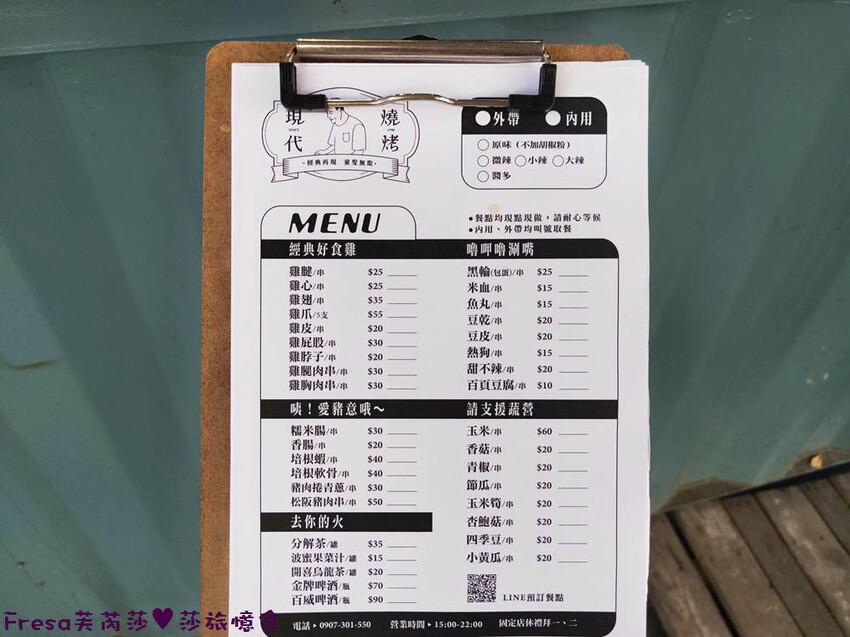 現代 燒烤
SINCE 1981
•經典再現 童叟無欺•
外帶 內用
原味（不加胡椒粉）
微辣 小辣 大辣
醬多
MENU
●餐點均現點現做，請耐心等候
●內用、外帶均叫號取餐
經典好食雞
雞腱/串 $25
雞心/串 $25
雞翅/串 $35
雞爪/5支 $55
雞皮/串 $20
雞屁股/串 $30
雞脖子/串 $20
雞腿肉串/串 $30
雞胸肉串/串 $30
咦！愛豬意哦～
糯米腸/串 $30
香腸/串 $20
培根蝦/串 $40
培根軟骨/串 $40
豬肉捲青蔥/串 $30
松阪豬肉串/串 $50
去你的火
分解茶/罐 $35
波蜜果菜汁/罐 $15
開喜烏龍茶/罐 $20
金牌啤酒/瓶 $70
百威啤酒/瓶 $90
嚕呷嚕涮嘴
黑輪(包蛋)/串 $25
米血/串 $15
魚丸/串 $15
豆乾/串 $20
豆皮/串 $20
熱狗/串 $15
甜不辣/串 $20
百頁豆腐/串 $10
請支援蔬營
玉米/串 $60
香菇/串 $20
青椒/串 $20
節瓜/串 $20
玉米筍/串 $20
杏鮑菇/串 $20
四季豆/串 $20
小黃瓜/串 $20
LINE預訂餐點
電話▸0907-301-550 營業時間▸15:00-22:00 固定店休禮拜一、二
Fresa芙芮莎♥莎旅憶食